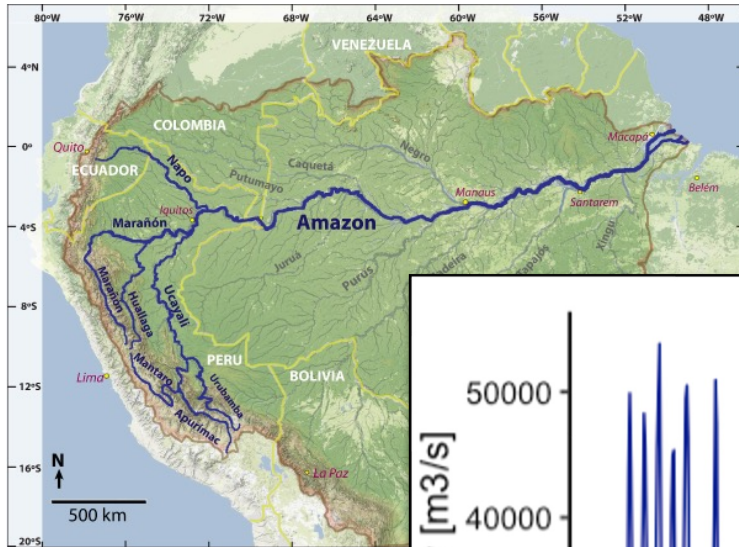 80°W 76°W 72°W 68°W 64°W 60°W 56°W 52°W 48°W
VENEZUELA
4°N
COLOMBIA
Macapá
0°
Quito
Negro
ECUADOR
Napo
Caquetá
Putumayo
Manaus
Belém
Iquitos
Santarem
Marañón
Amazon
4°S
Xingu
Juruá
Purus
Madeira
Tapajós
Marañón
Huallaga
Ucayali
8°S
PERU
BOLIVIA
Mantaro
Urubamba
Lima
12°S
50000
Apurímac
N
16°S
La Paz
[m3/s]
500 km
40000
20°S